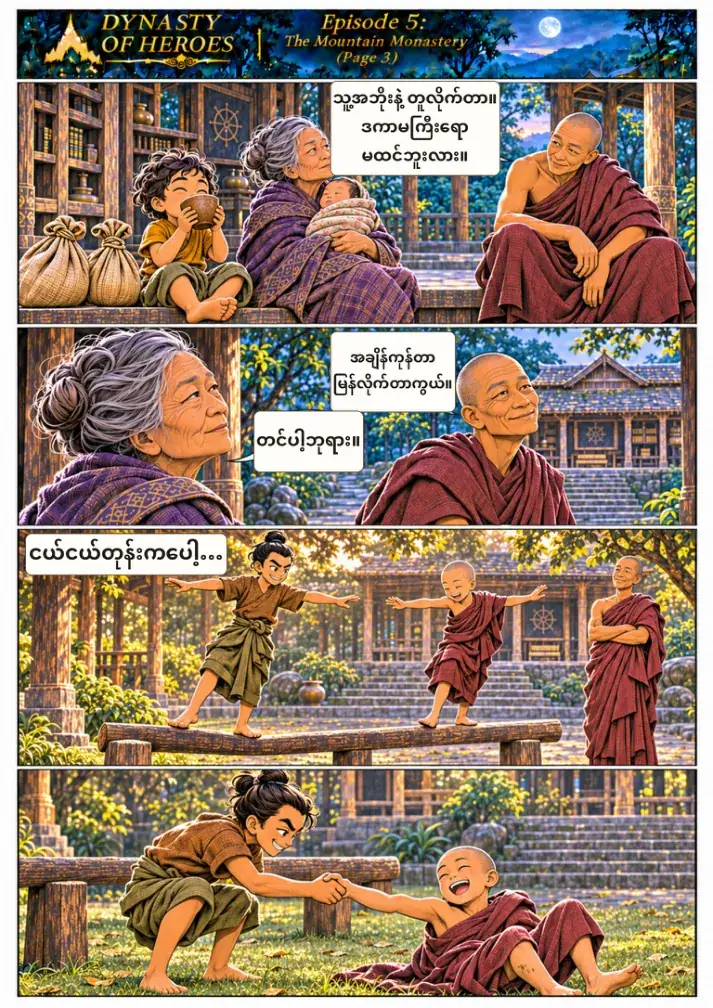 DYNASTY
OF HEROES
Episode 5:
The Mountain Monastery
(Page 3)
သူ့အဘိုးနဲ့ တူလိုက်တာ။
ဒကာမကြီးရော
မထင်ဘူးလား။
အချိန်ကုန်တာ
မြန်လိုက်တာကွယ်။
တင်ပါ့ဘုရား။
ငယ်ငယ်တုန်းကပေါ့...